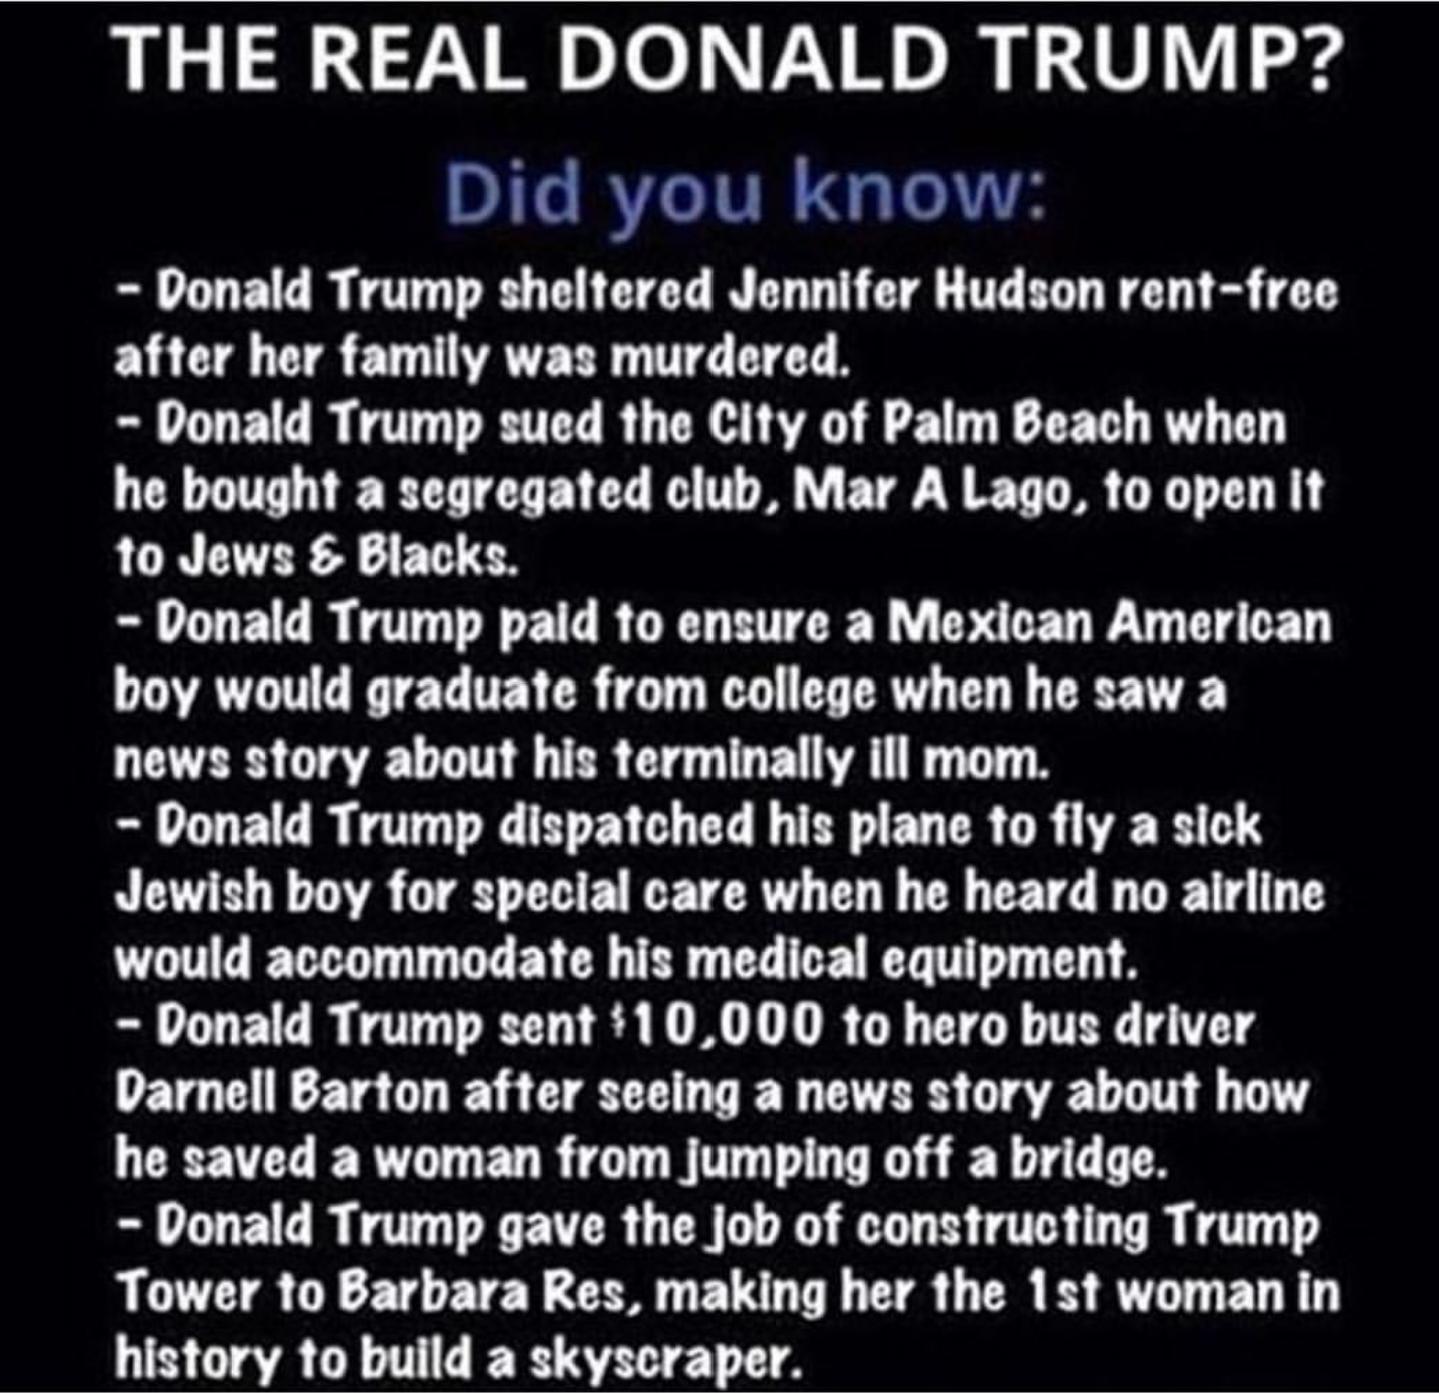 THE REAL DONALD TRUMP?
Did you know:
- Donald Trump sheltered Jennifer Hudson rent-free
after her family was murdered.
- Donald Trump sued the City of Palm Beach when
he bought a segregated club, Mar A Lago, to open it
to Jews & Blacks.
- Donald Trump paid to ensure a Mexican American
boy would graduate from college when he saw a
news story about his terminally ill mom.
- Donald Trump dispatched his plane to fly a sick
Jewish boy for special care when he heard no airline
would accommodate his medical equipment.
- Donald Trump sent $10,000 to hero bus driver
Darnell Barton after seeing a news story about how
he saved a woman from jumping off a bridge.
- Donald Trump gave the job of constructing Trump
Tower to Barbara Res, making her the 1st woman in
history to build a skyscraper.